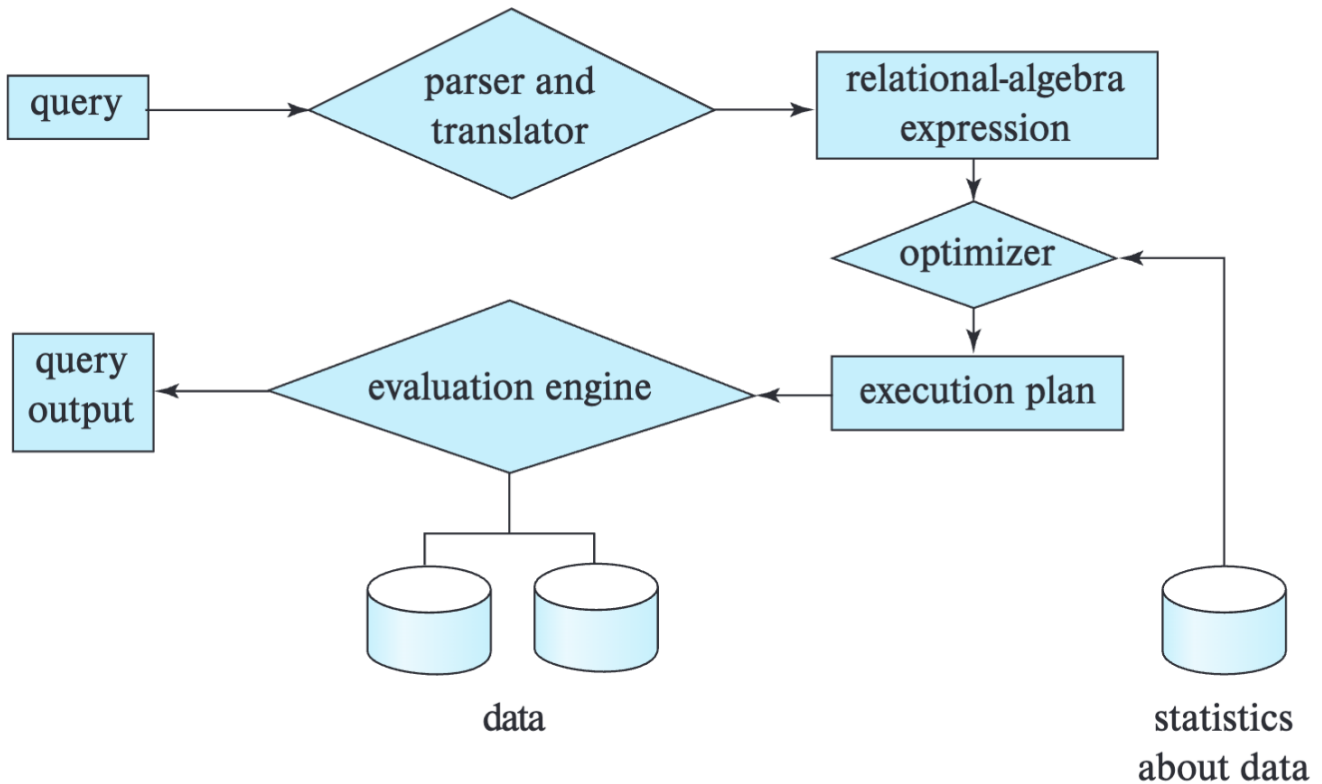 query
parser and
translator
relational-algebra
expression
optimizer
query
output
evaluation engine
execution plan
data
statistics
about data